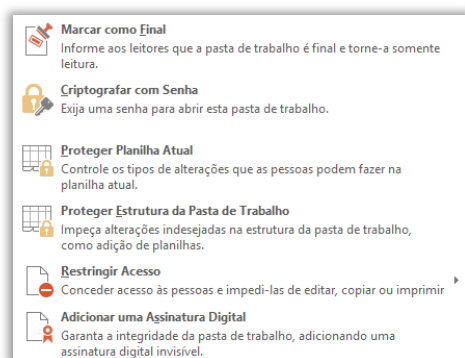 Marcar como Final
Informe aos leitores que a pasta de trabalho é final e torne-a somente
leitura.
Criptografar com Senha
Exija uma senha para abrir esta pasta de trabalho.
Proteger Planilha Atual
Controle os tipos de alterações que as pessoas podem fazer na
planilha atual.
Proteger Estrutura da Pasta de Trabalho
Impeça alterações indesejadas na estrutura da pasta de trabalho,
como adição de planilhas.
Restringir Acesso
Conceder acesso às pessoas e impedi-las de editar, copiar ou imprimir
Adicionar uma Assinatura Digital
Garanta a integridade da pasta de trabalho, adicionando uma
assinatura digital invisível.